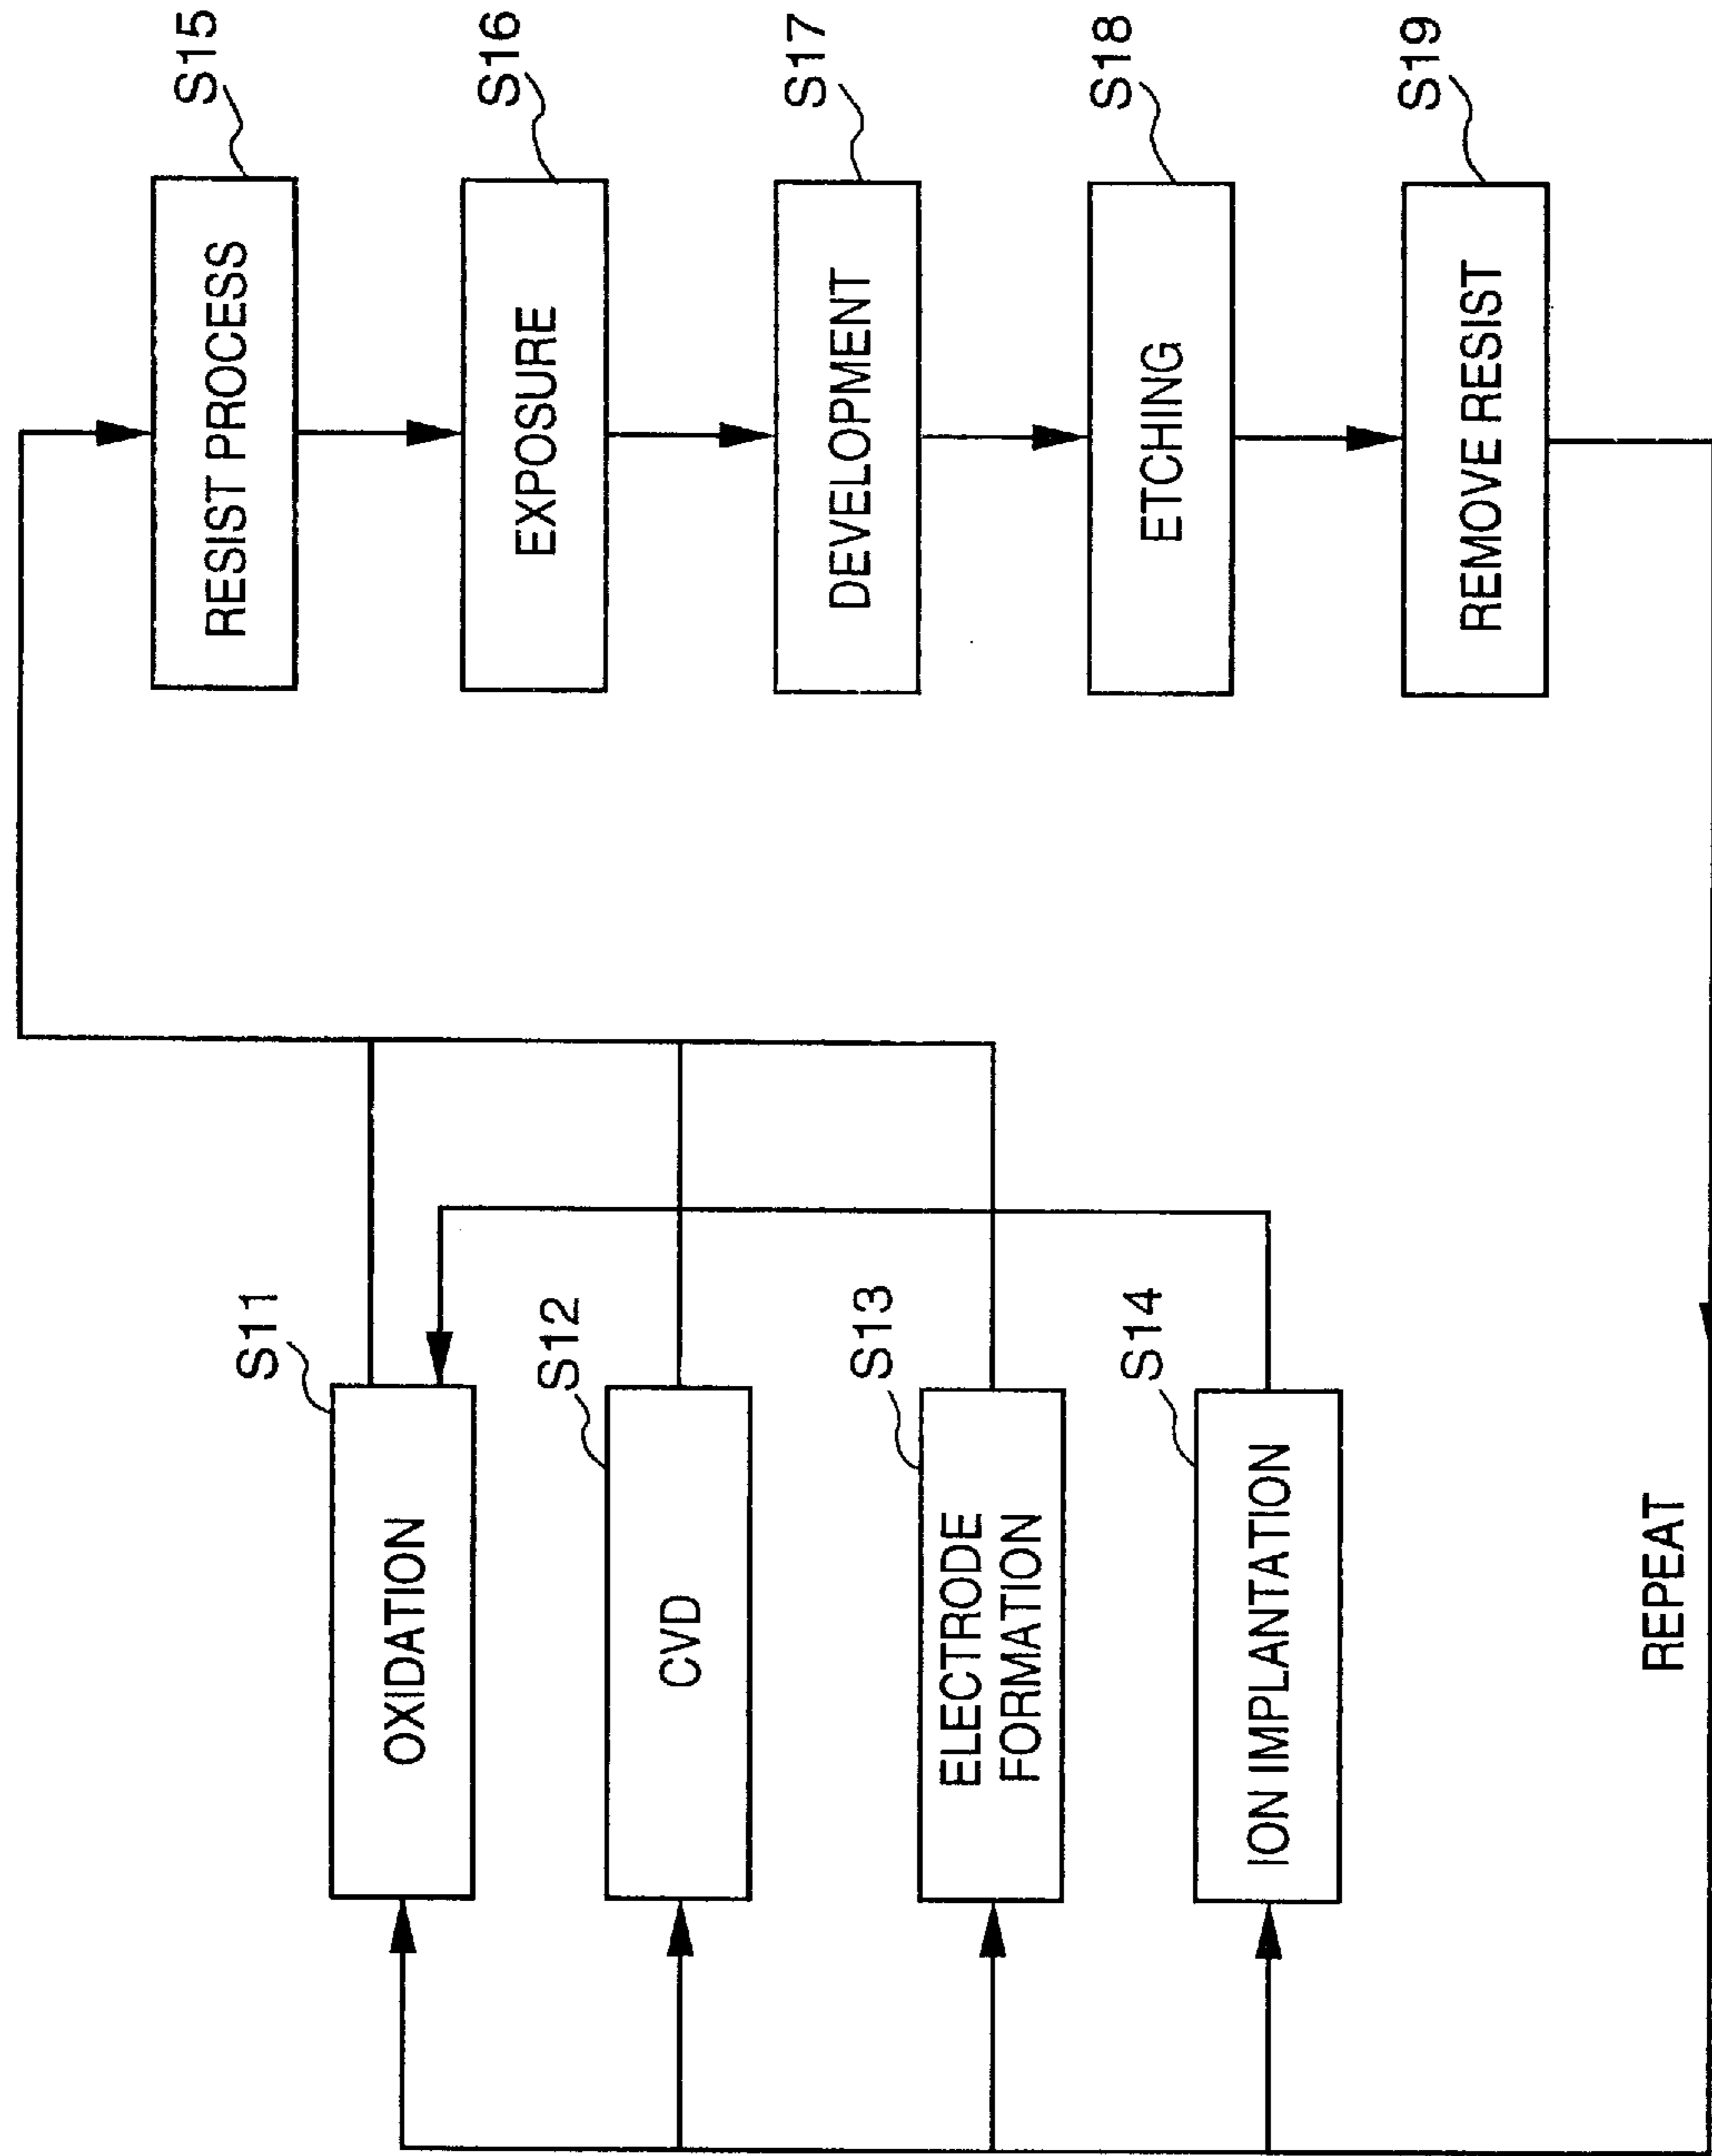 S11
OXIDATION
S12
CVD
S13
ELECTRODE
FORMATION
S14
ION IMPLANTATION
S15
RESIST PROCESS
S16
EXPOSURE
S17
DEVELOPMENT
S18
ETCHING
S19
REMOVE RESIST
REPEAT